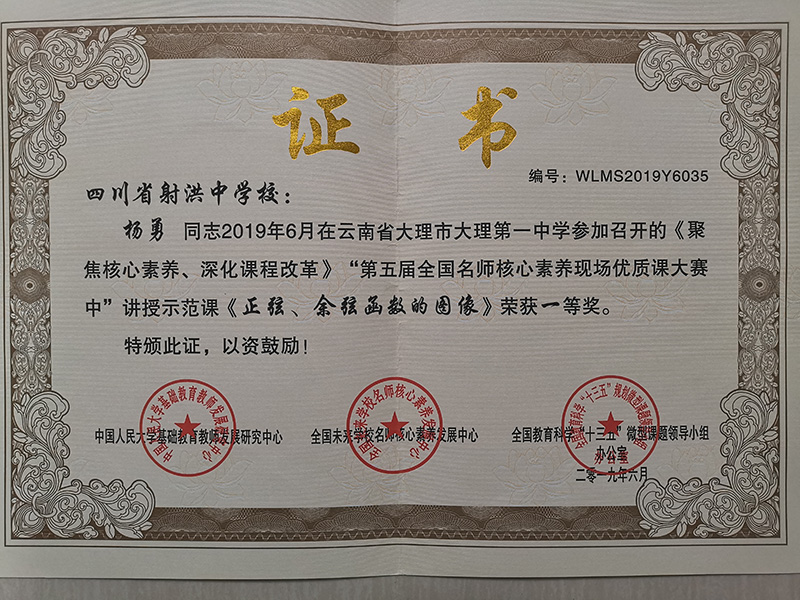 证 书
编号：WLMS2019Y6035
四川省射洪中学校：
杨勇 同志2019年6月在云南省大理市大理第一中学参加召开的《聚
焦核心素养、深化课程改革》“第五届全国名师核心素养现场优质课大赛
中”讲授示范课《正弦、余弦函数的图像》荣获一等奖。
特颁此证，以资鼓励！
中国人民大学基础教育教师发展研究中心 全国未来学校名师核心素养发展中心 全国教育科学“十三五”微型课题领导小组
办公室
二零一九年六月